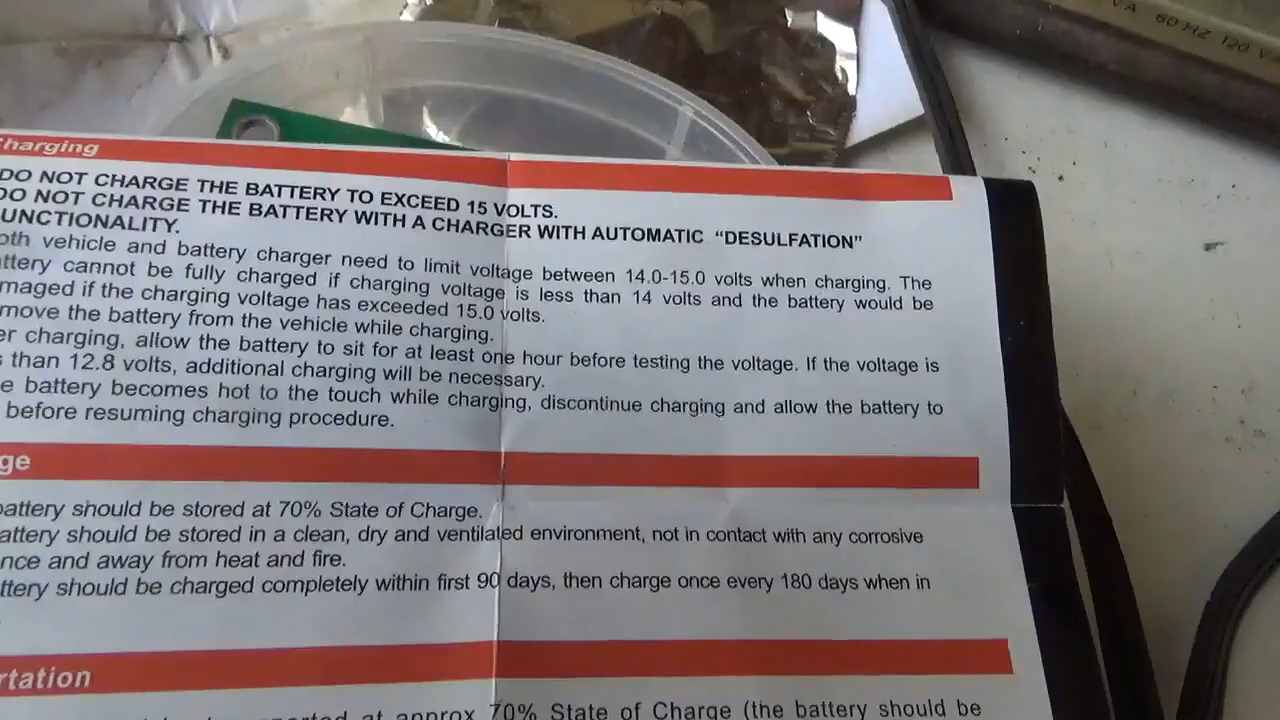 V.A 60 HZ 120 V
Charging
DO NOT CHARGE THE BATTERY TO EXCEED 15 VOLTS.
DO NOT CHARGE THE BATTERY WITH A CHARGER WITH AUTOMATIC “DESULFATION”
FUNCTIONALITY.
oth vehicle and battery charger need to limit voltage between 14.0-15.0 volts when charging. The
ttery cannot be fully charged if charging voltage is less than 14 volts and the battery would be
maged if the charging voltage has exceeded 15.0 volts.
move the battery from the vehicle while charging.
er charging, allow the battery to sit for at least one hour before testing the voltage. If the voltage is
s than 12.8 volts, additional charging will be necessary.
e battery becomes hot to the touch while charging, discontinue charging and allow the battery to
before resuming charging procedure.
ge
battery should be stored at 70% State of Charge.
attery should be stored in a clean, dry and ventilated environment, not in contact with any corrosive
nce and away from heat and fire.
ttery should be charged completely within first 90 days, then charge once every 180 days when in
rtation
at approx 70% State of Charge (the battery should be